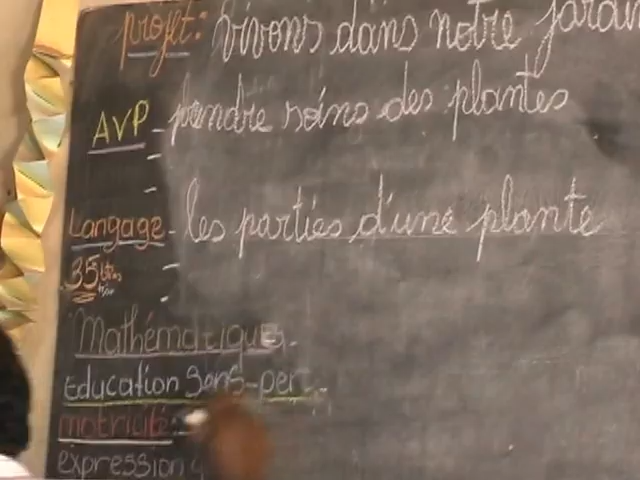 projet: vivons dans notre jardin
AVP - prendre soins des plantes
-
-
Langage - les parties d'une plante
35 -
-
Mathématiques -
Education Sens-per -
motricité:
expression